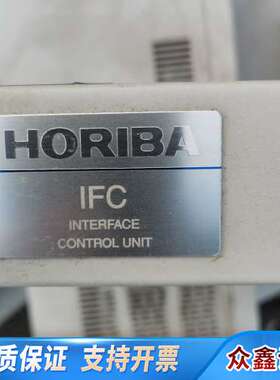 HORIBA
IFC
INTERFACE
CONTROL UNIT
质保证 支持开票 众鑫